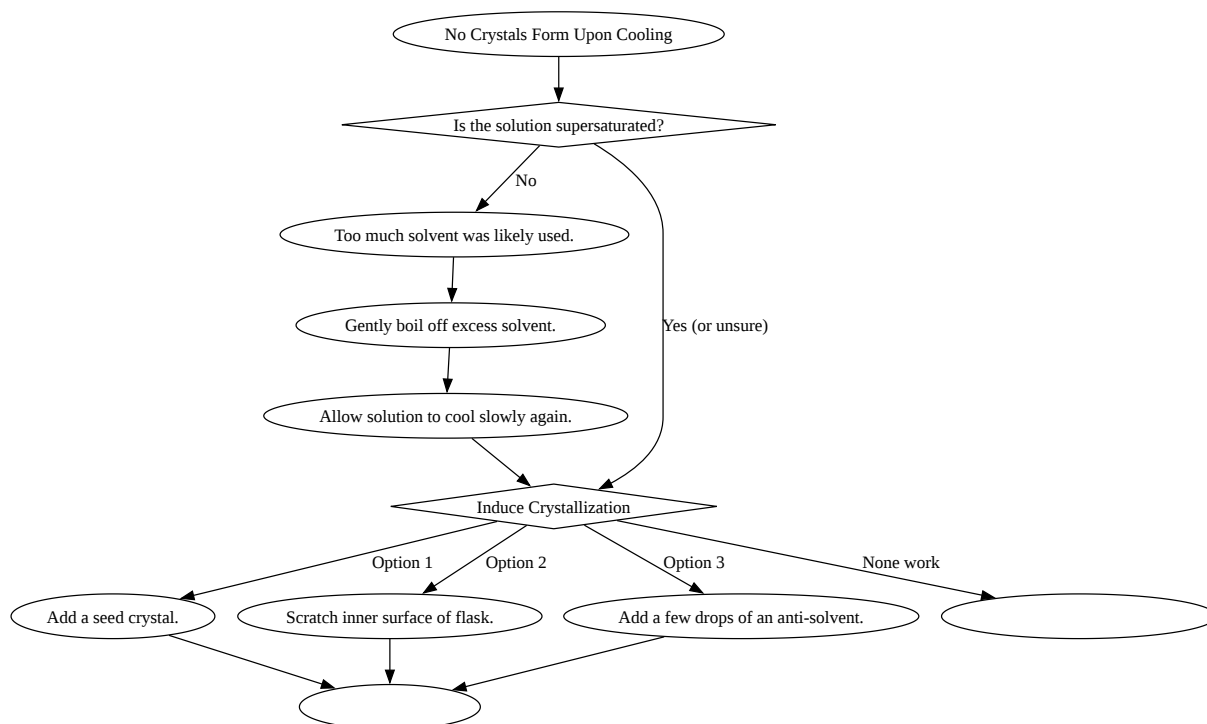 No Crystals Form Upon Cooling
Is the solution supersaturated?
No
Too much solvent was likely used.
Gently boil off excess solvent.
Yes (or unsure)
Allow solution to cool slowly again.
Induce Crystallization
Option 1
Option 2
Option 3
None work
Add a seed crystal.
Scratch inner surface of flask.
Add a few drops of an anti-solvent.